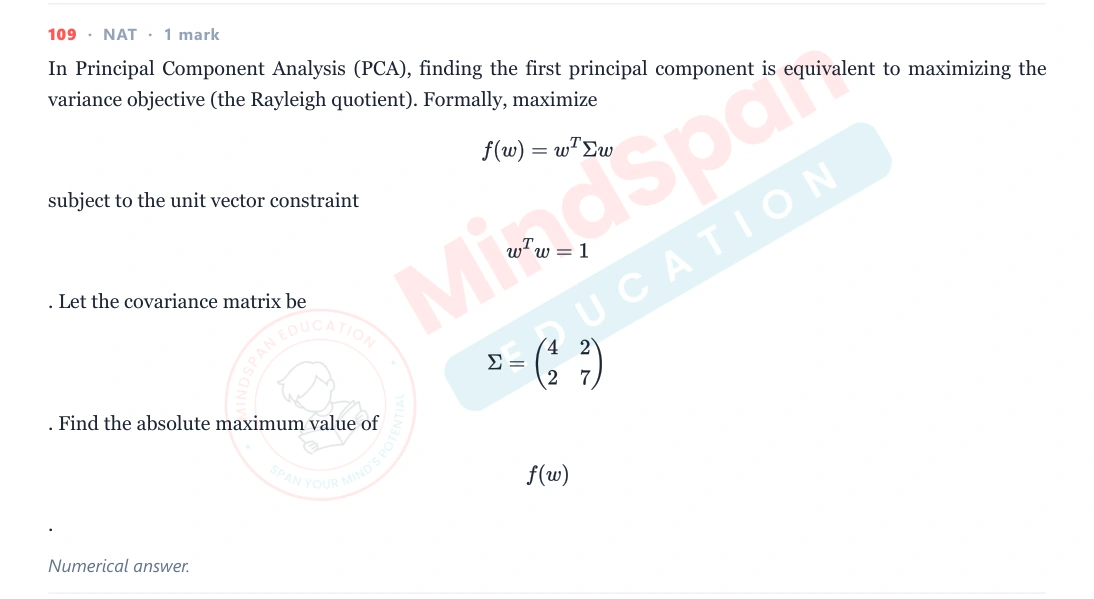 109 · NAT · 1 mark
In Principal Component Analysis (PCA), finding the first principal component is equivalent to maximizing the
variance objective (the Rayleigh quotient). Formally, maximize
f(w) = w^T Σw
subject to the unit vector constraint
w^T w = 1
. Let the covariance matrix be
Σ = (4 2
2 7)
. Find the absolute maximum value of
f(w)
.
Numerical answer.
MindSpan
EDUCATION
MINDSPAN EDUCATION
SPAN YOUR MIND'S POTENTIAL